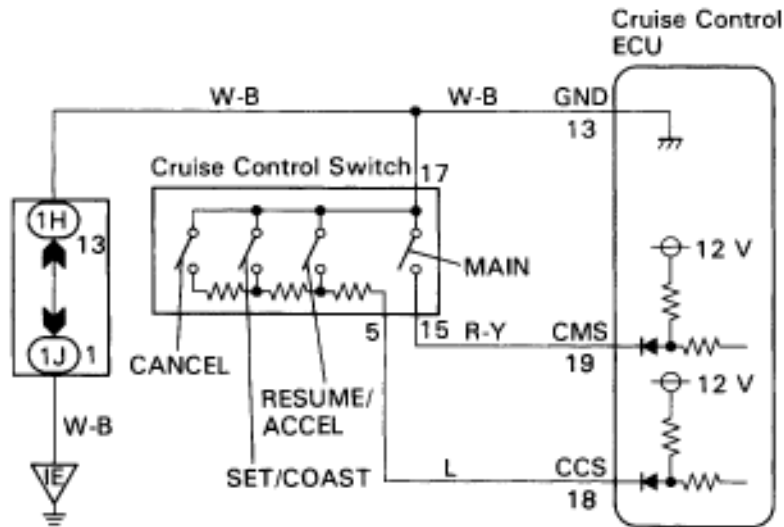 Cruise Control
ECU
W-B
W-B
GND
13
Cruise Control Switch
17
1H
13
12 V
MAIN
5
15
R-Y
CMS
19
1J
1
CANCEL
12 V
RESUME/
ACCEL
W-B
SET/COAST
L
CCS
18
IE